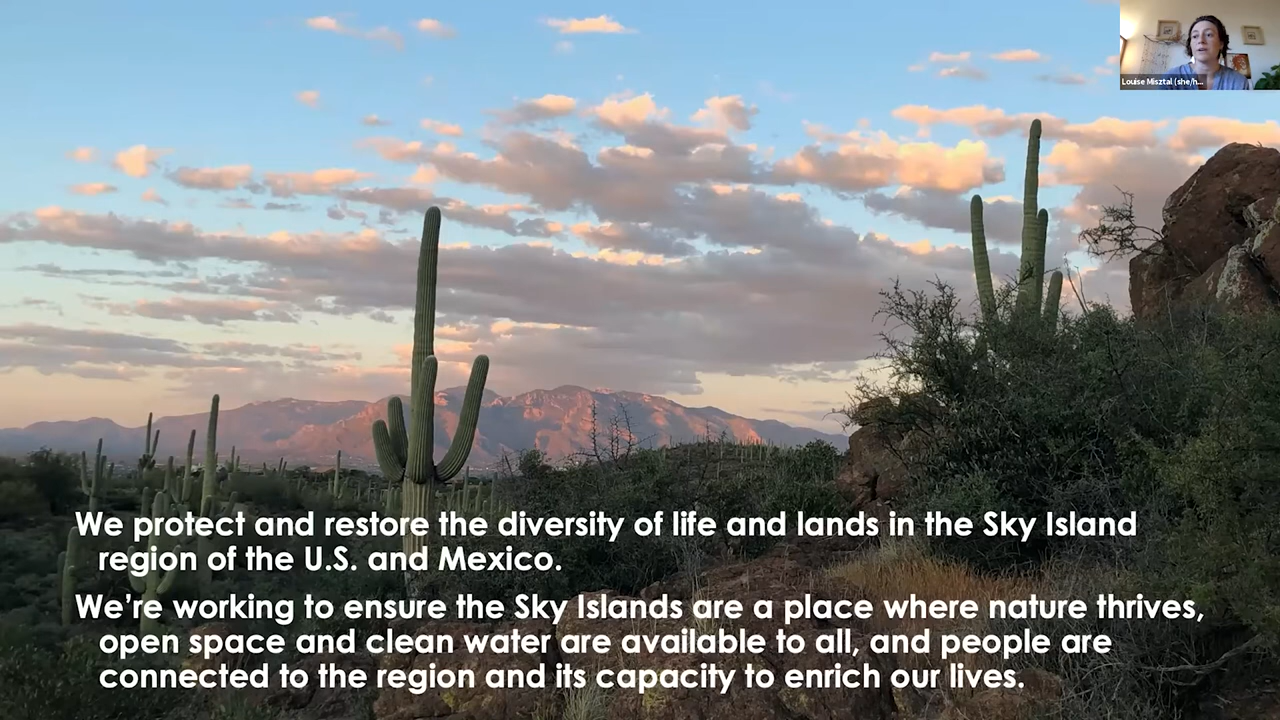 Louise Misztal (she/h...
We protect and restore the diversity of life and lands in the Sky Island
region of the U.S. and Mexico.
We're working to ensure the Sky Islands are a place where nature thrives,
open space and clean water are available to all, and people are
connected to the region and its capacity to enrich our lives.